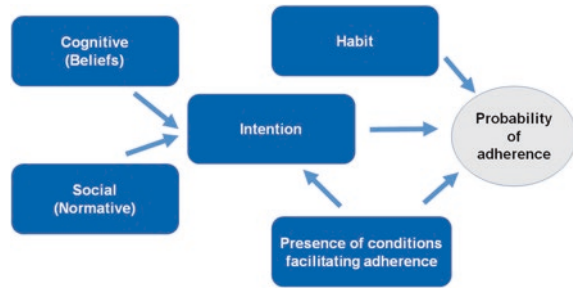 Cognitive
(Beliefs)
Habit
Intention
Probability
of
adherence
Social
(Normative)
Presence of conditions
facilitating adherence